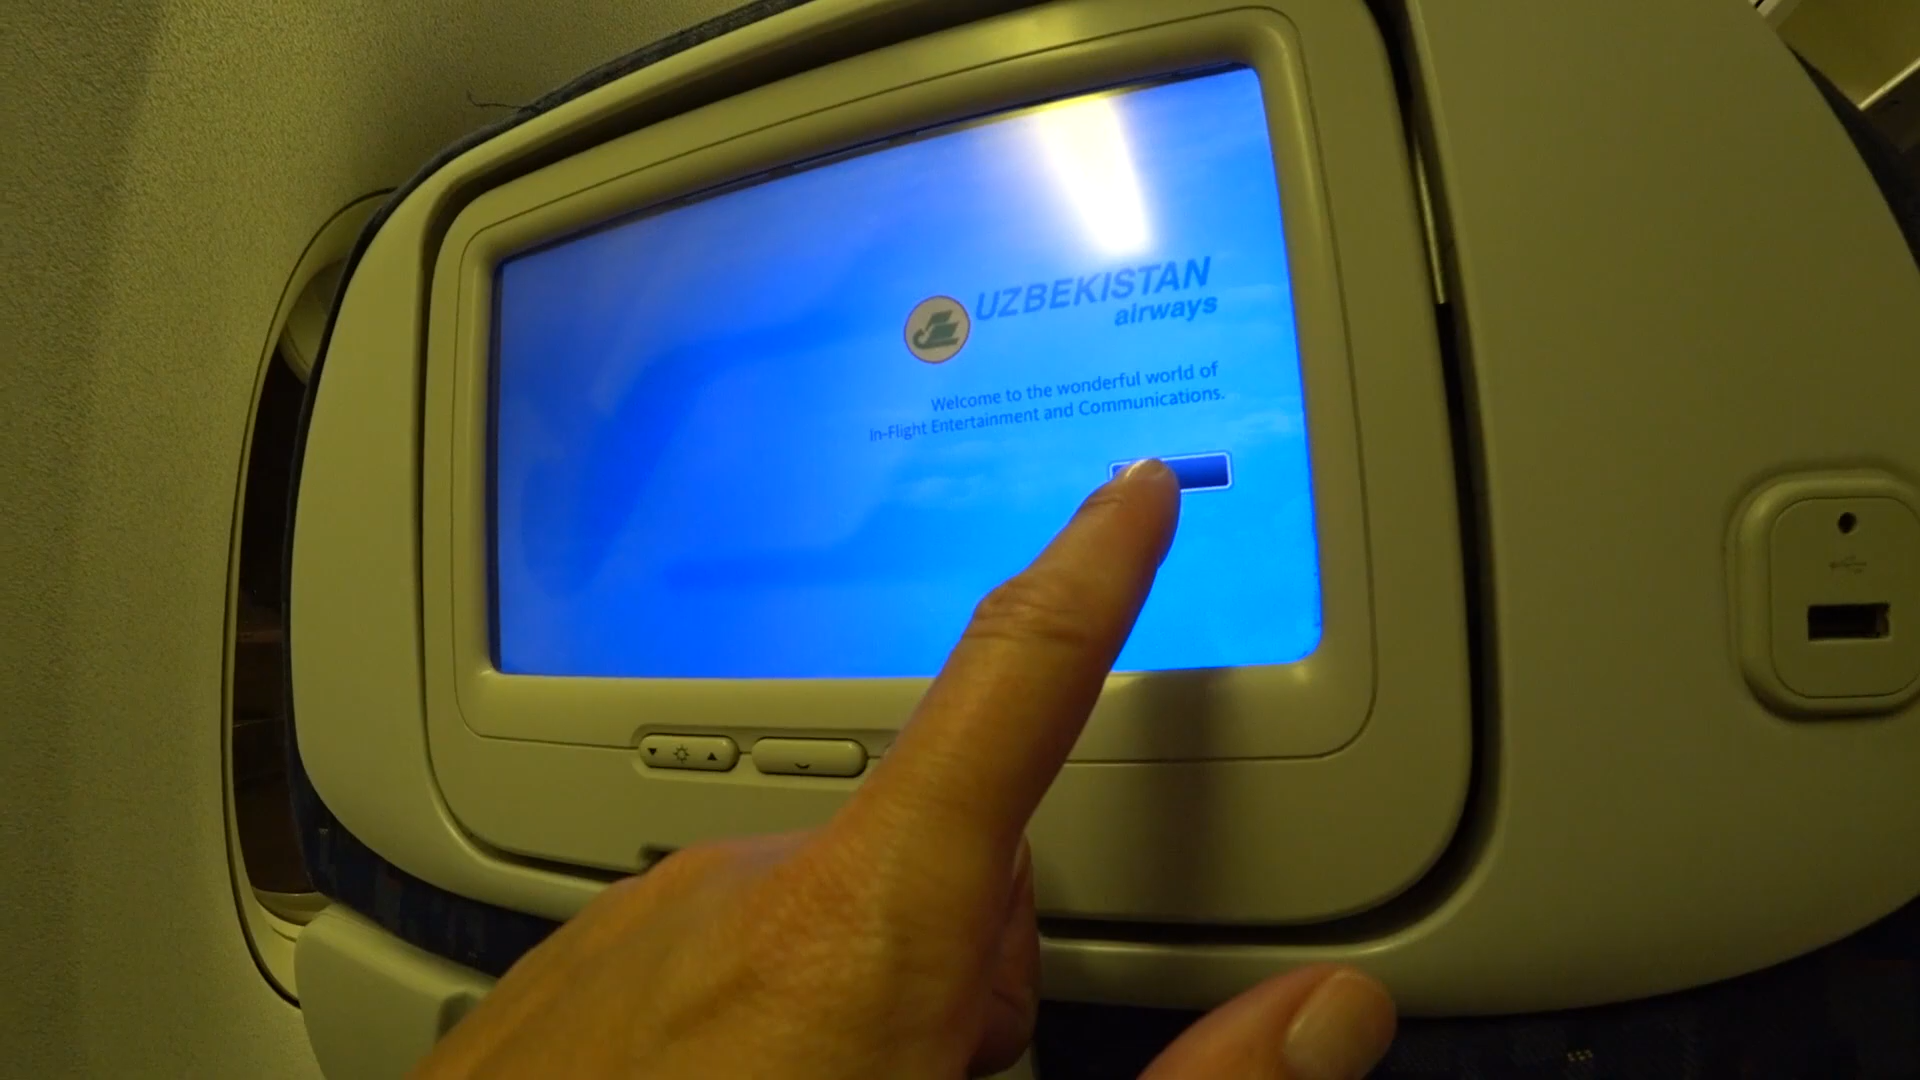 UZBEKISTAN
airways
Welcome to the wonderful world of
In-Flight Entertainment and Communications.